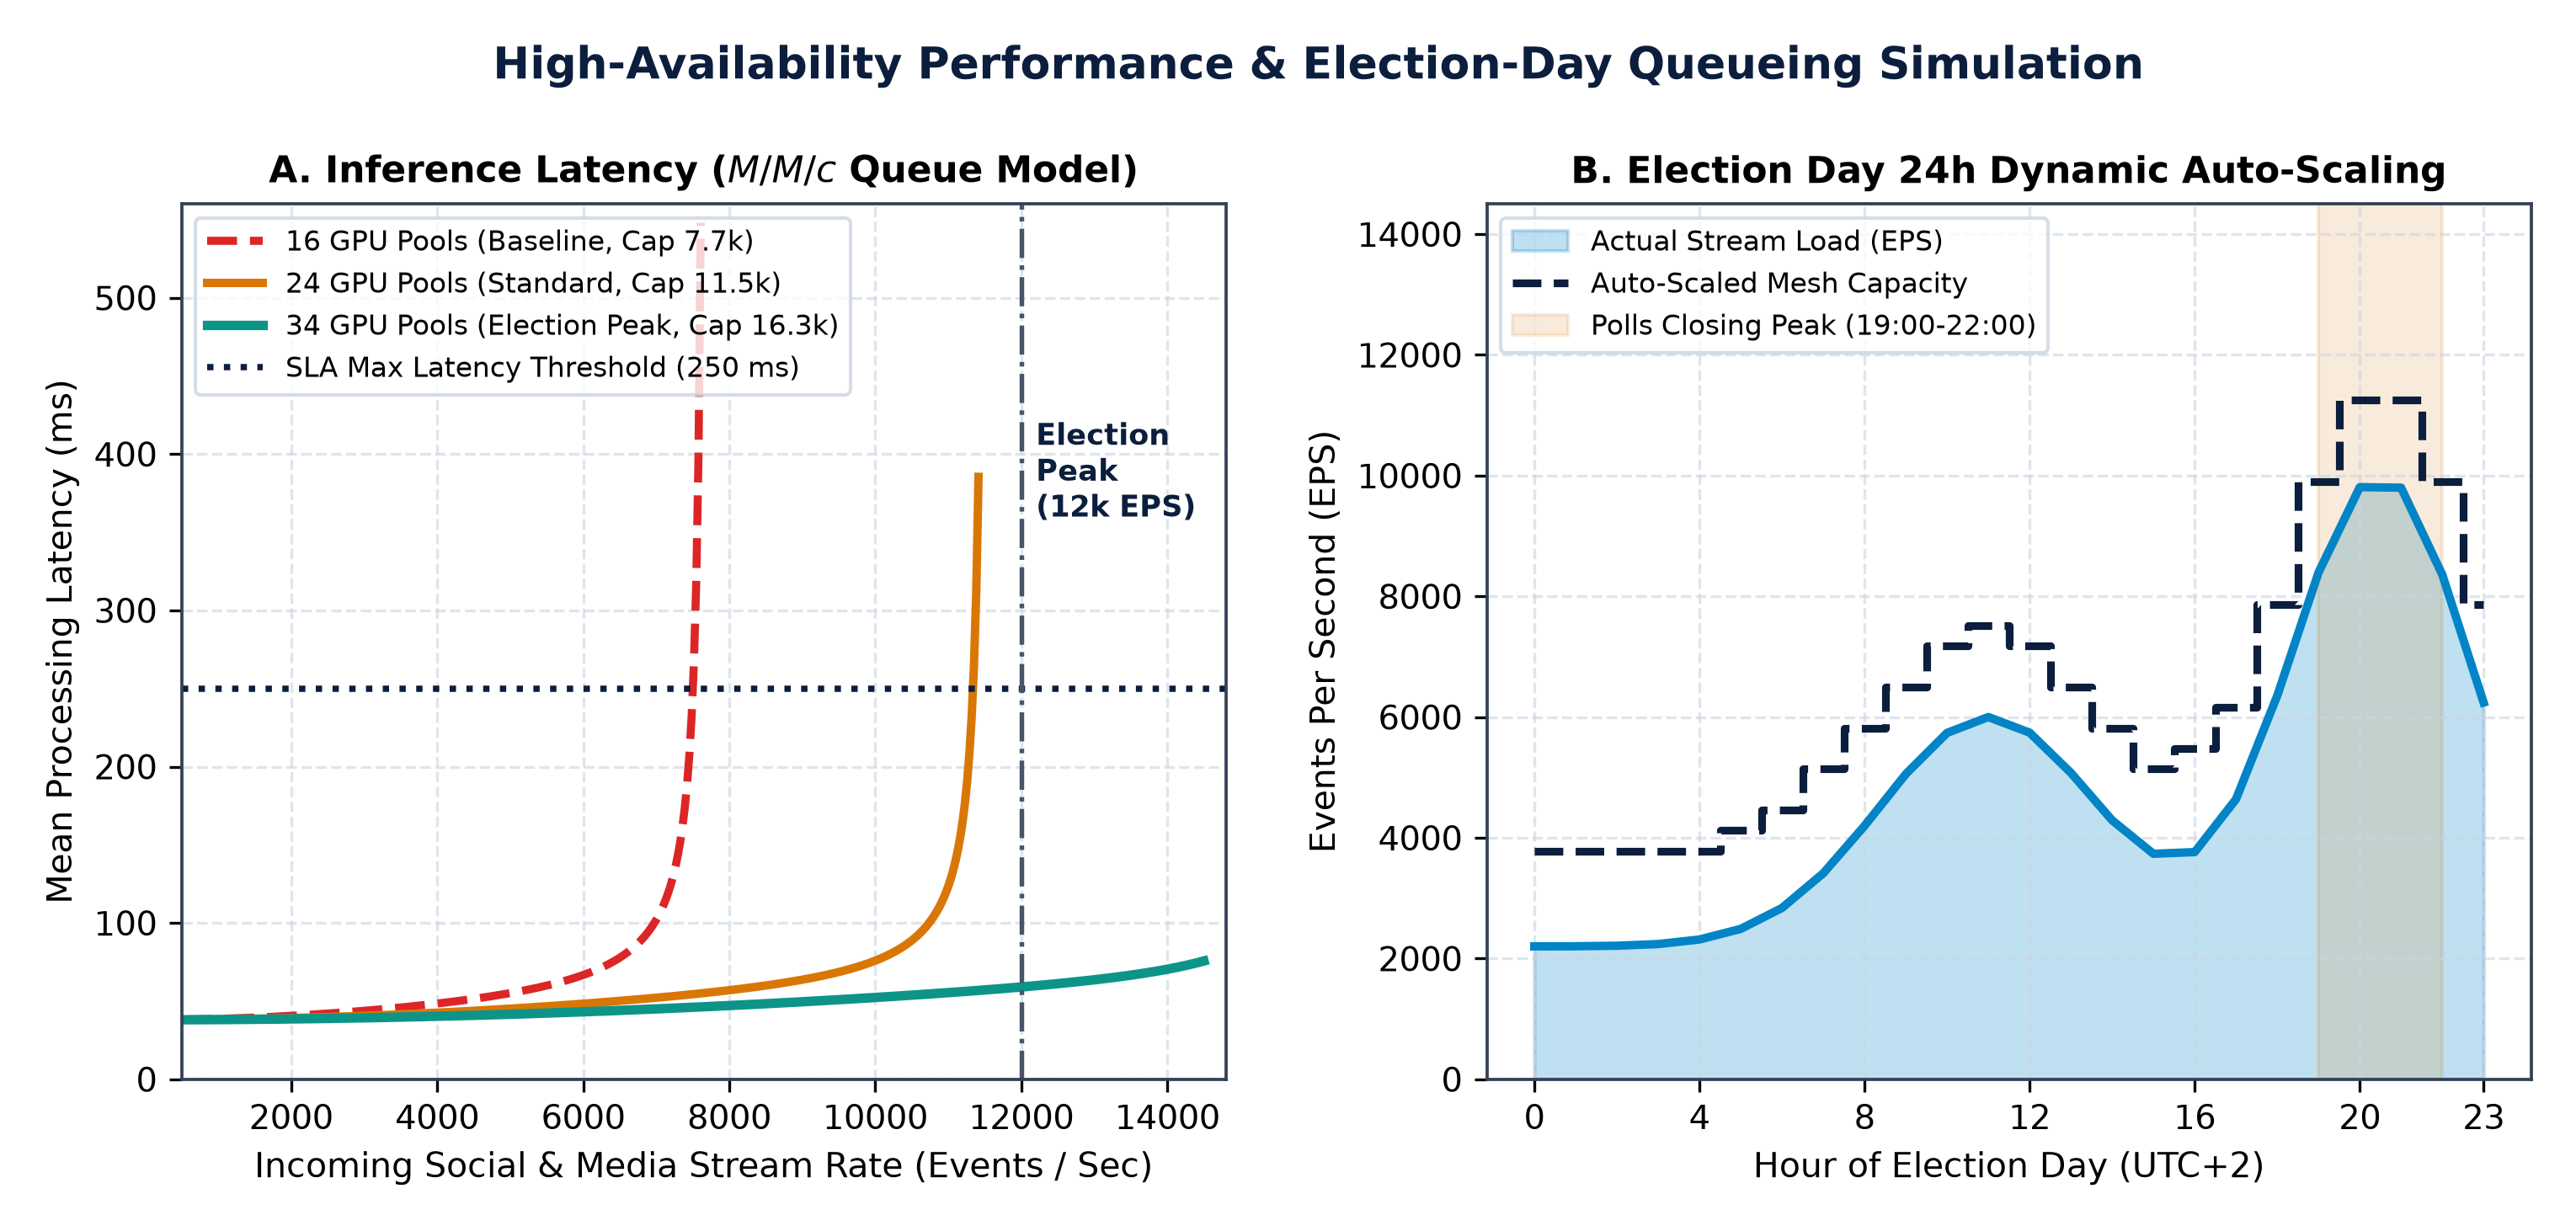 High-Availability Performance & Election-Day Queueing Simulation
A. Inference Latency (M/M/c Queue Model)
16 GPU Pools (Baseline, Cap 7.7k)
24 GPU Pools (Standard, Cap 11.5k)
34 GPU Pools (Election Peak, Cap 16.3k)
SLA Max Latency Threshold (250 ms)
Election
Peak
(12k EPS)
Mean Processing Latency (ms)
500
400
300
200
100
0
2000 4000 6000 8000 10000 12000 14000
Incoming Social & Media Stream Rate (Events / Sec)
B. Election Day 24h Dynamic Auto-Scaling
Actual Stream Load (EPS)
Auto-Scaled Mesh Capacity
Polls Closing Peak (19:00-22:00)
Events Per Second (EPS)
14000
12000
10000
8000
6000
4000
2000
0
0 4 8 12 16 20 23
Hour of Election Day (UTC+2)